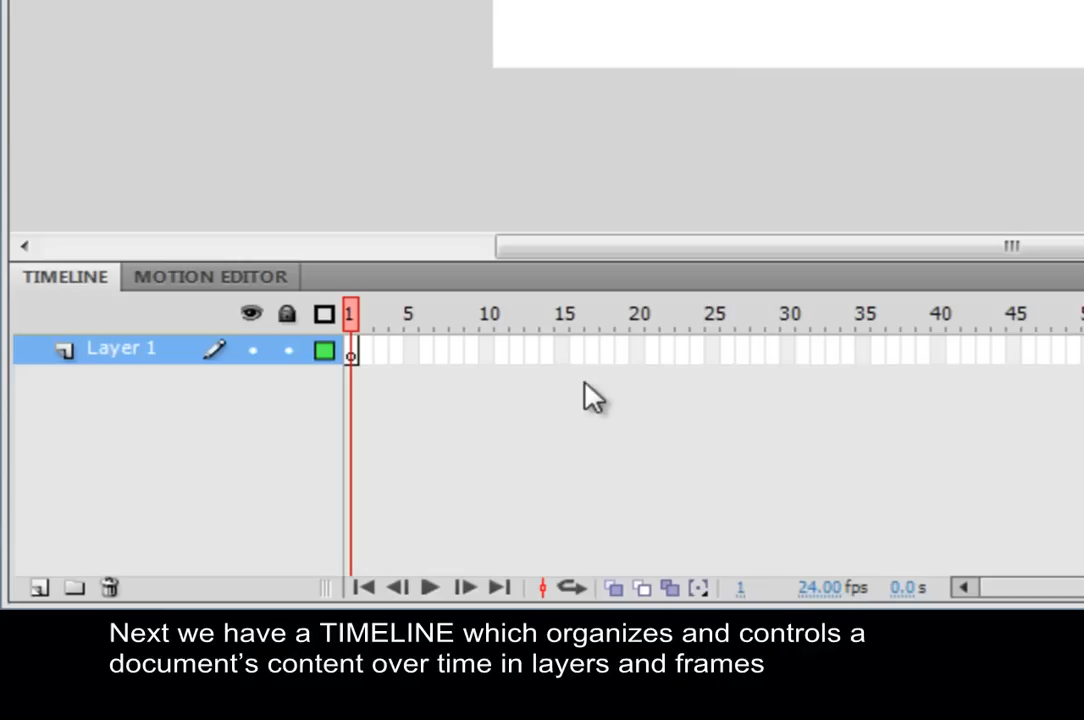 TIMELINE MOTION EDITOR
1 5 10 15 20 25 30 35 40 45
Layer 1
1 24.00 fps 0.0 s
Next we have a TIMELINE which organizes and controls a
document’s content over time in layers and frames